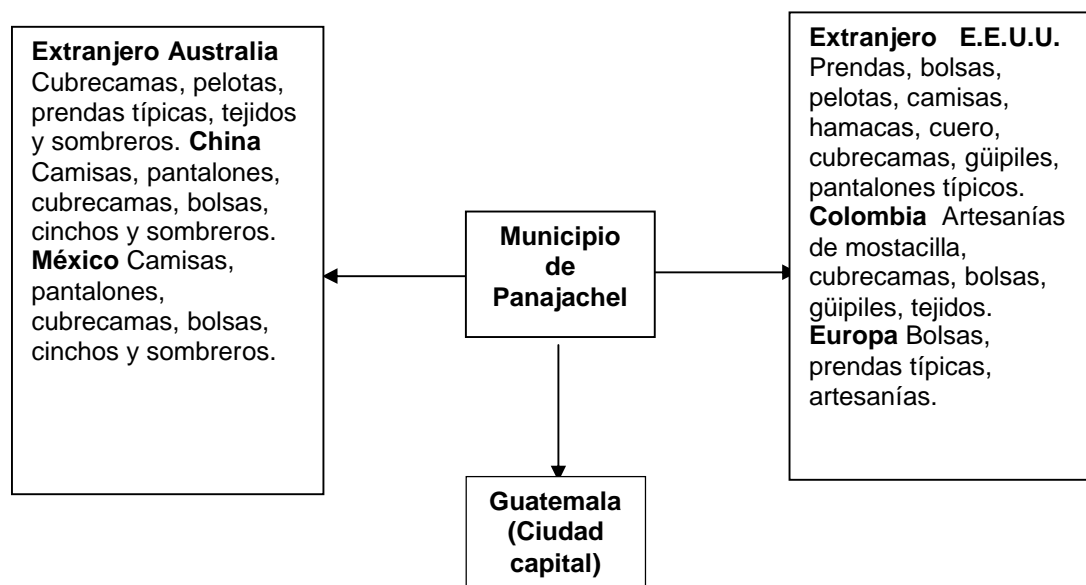 Extranjero Australia
Cubrecamas, pelotas,
prendas típicas, tejidos
y sombreros. China
Camisas, pantalones,
cubrecamas, bolsas,
cinchos y sombreros.
México Camisas,
pantalones,
cubrecamas, bolsas,
cinchos y sombreros.
Municipio
de
Panajachel
Guatemala
(Ciudad
capital)
Extranjero E.E.U.U.
Prendas, bolsas,
pelotas, camisas,
hamacas, cuero,
cubrecamas, güipiles,
pantalones típicos.
Colombia Artesanías
de mostacilla,
cubrecamas, bolsas,
güipiles, tejidos.
Europa Bolsas,
prendas típicas,
artesanías.